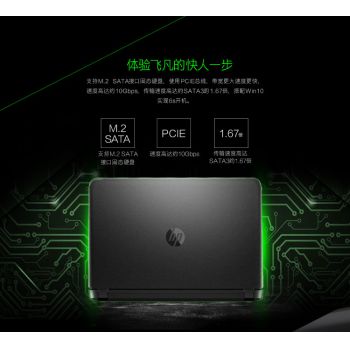 体验飞凡的快人一步
支持M.2 SATA接口固态硬盘，使用PCIE总线，带宽更大速度更快，
速度高达约10Gbps，传输速度高达约SATA3的1.67倍，搭配Win10
实现6s开机。
M.2
SATA
PCIE
1.67倍
支持M.2 SATA
接口固态硬盘
速度高达约10Gbps
传输速度高达
SATA3约1.67倍
hp